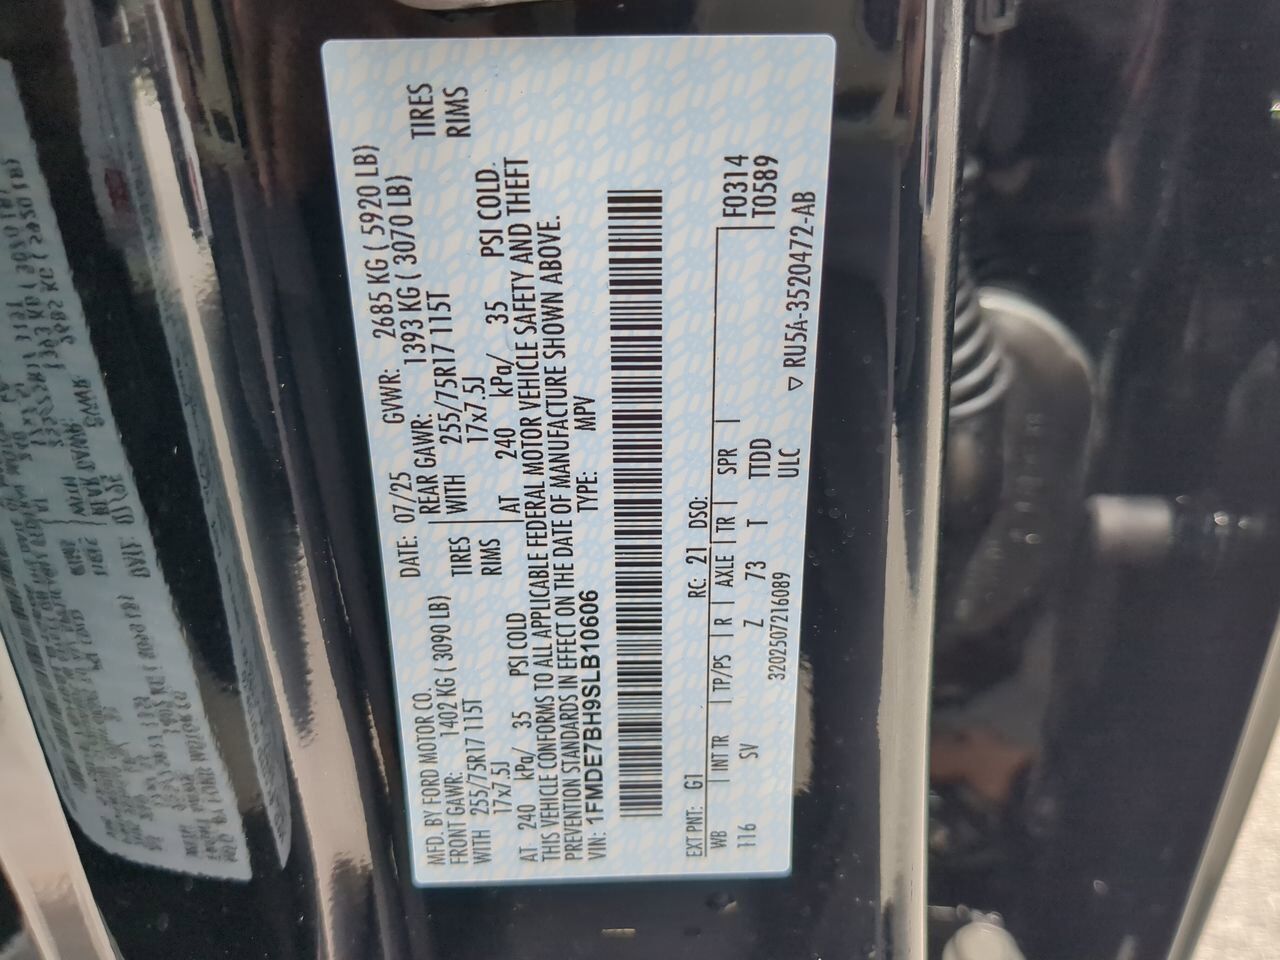 MFD. BY FORD MOTOR CO.
DATE: 07/25 GVWR: 2685 KG ( 5920 LB)
FRONT GAWR: 1402 KG ( 3090 LB) REAR GAWR: 1393 KG ( 3070 LB)
WITH 255/75R17 115T TIRES WITH 255/75R17 115T TIRES
17x7.5J RIMS 17x7.5J RIMS
AT 240 kPa/ 35 PSI COLD AT 240 kPa/ 35 PSI COLD.
THIS VEHICLE CONFORMS TO ALL APPLICABLE FEDERAL MOTOR VEHICLE SAFETY AND THEFT
PREVENTION STANDARDS IN EFFECT ON THE DATE OF MANUFACTURE SHOWN ABOVE.
VIN: 1FMDE7BH9SLB10606 TYPE: MPV
EXT PNT: G1 RC: 21 DSO:
WB INT TR TP/PS R AXLE TR SPR F0314
116 SV Z 73 T TTDD T0589
3202507216089 ULC
▽ RU5A-3520472-AB